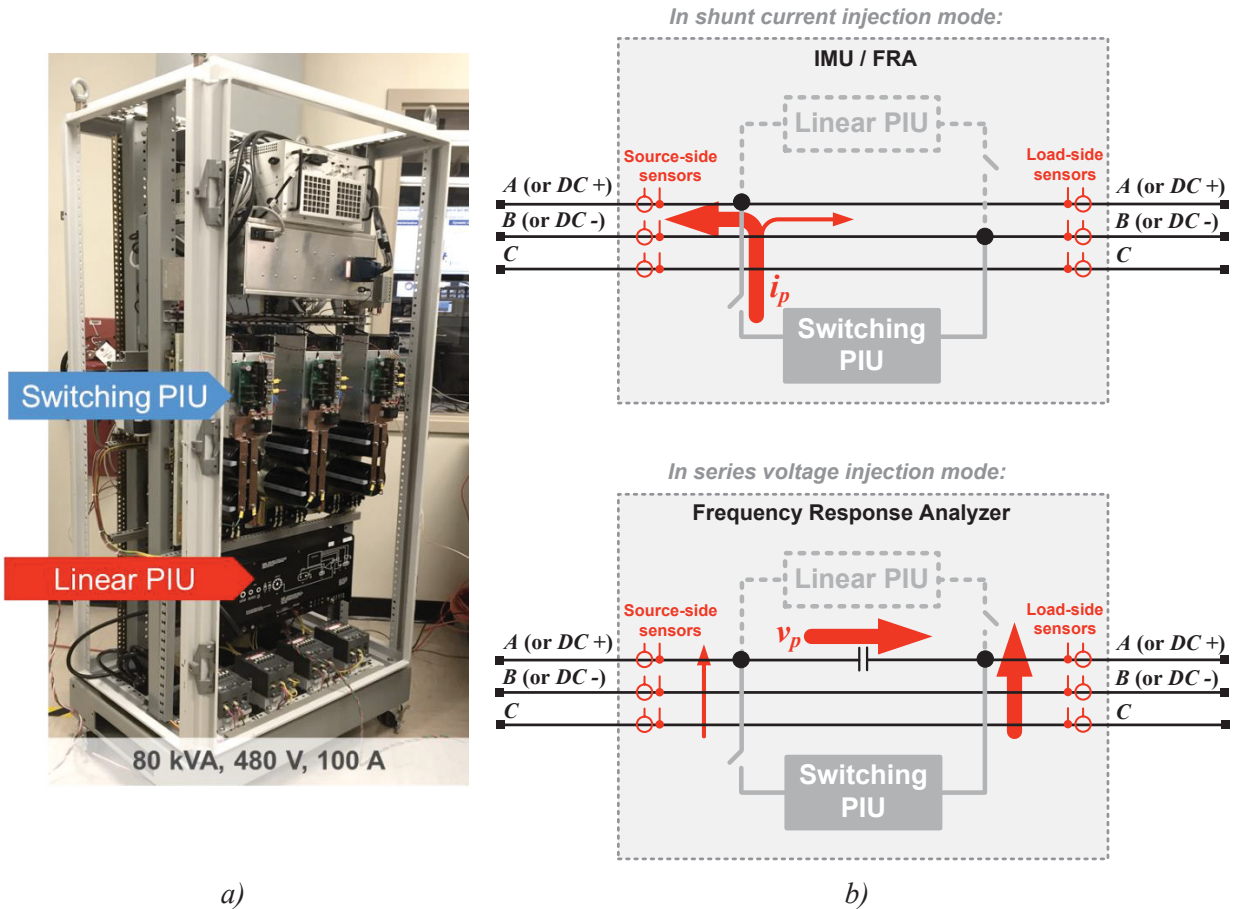 Switching PIU
Linear PIU
80 kVA, 480 V, 100 A
a)
In shunt current injection mode:
IMU / FRA
Linear PIU
Source-side
sensors
Load-side
sensors
A (or DC +)
B (or DC -)
C
A (or DC +)
B (or DC -)
C
ip
Switching
PIU
In series voltage injection mode:
Frequency Response Analyzer
Linear PIU
Source-side
sensors
vp
Load-side
sensors
A (or DC +)
B (or DC -)
C
A (or DC +)
B (or DC -)
C
Switching
PIU
b)